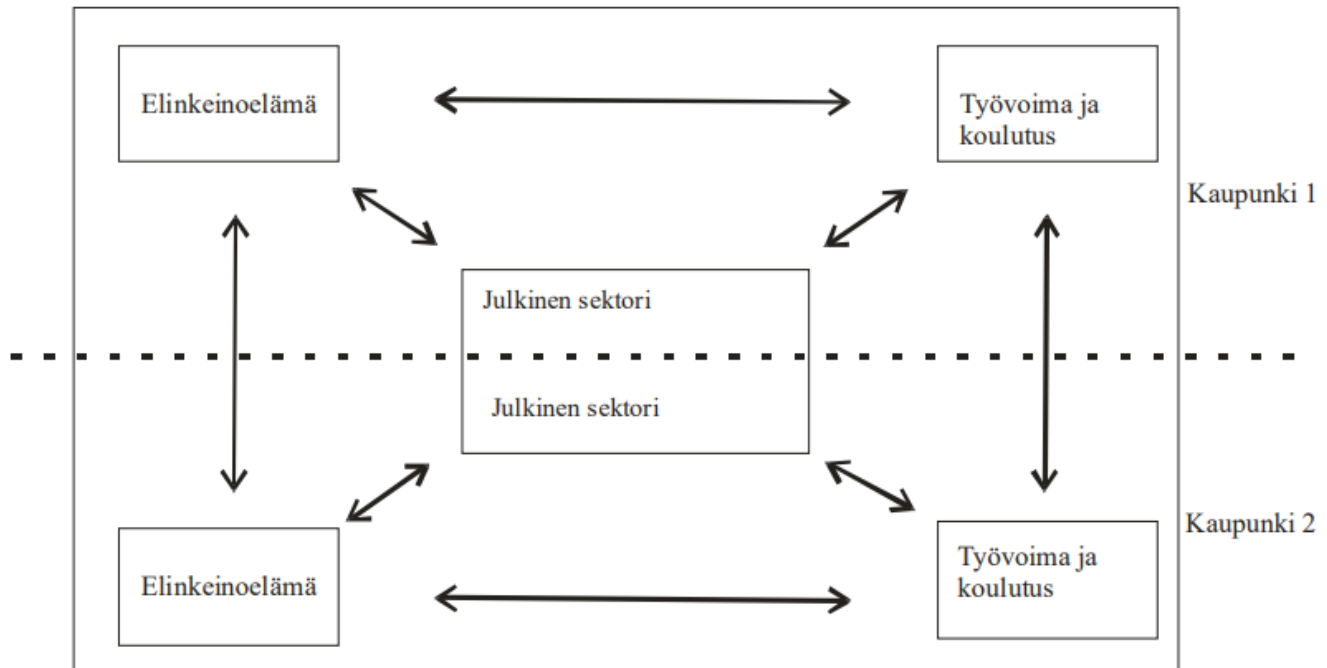 Elinkeinoelämä
Työvoima ja
koulutus
Kaupunki 1
Julkinen sektori
Julkinen sektori
Kaupunki 2
Elinkeinoelämä
Työvoima ja
koulutus